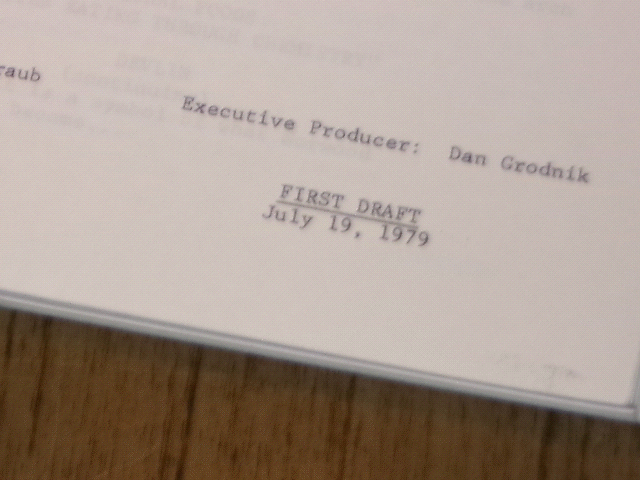 raub
Executive Producer: Dan Grodnik
FIRST DRAFT
July 19, 1979